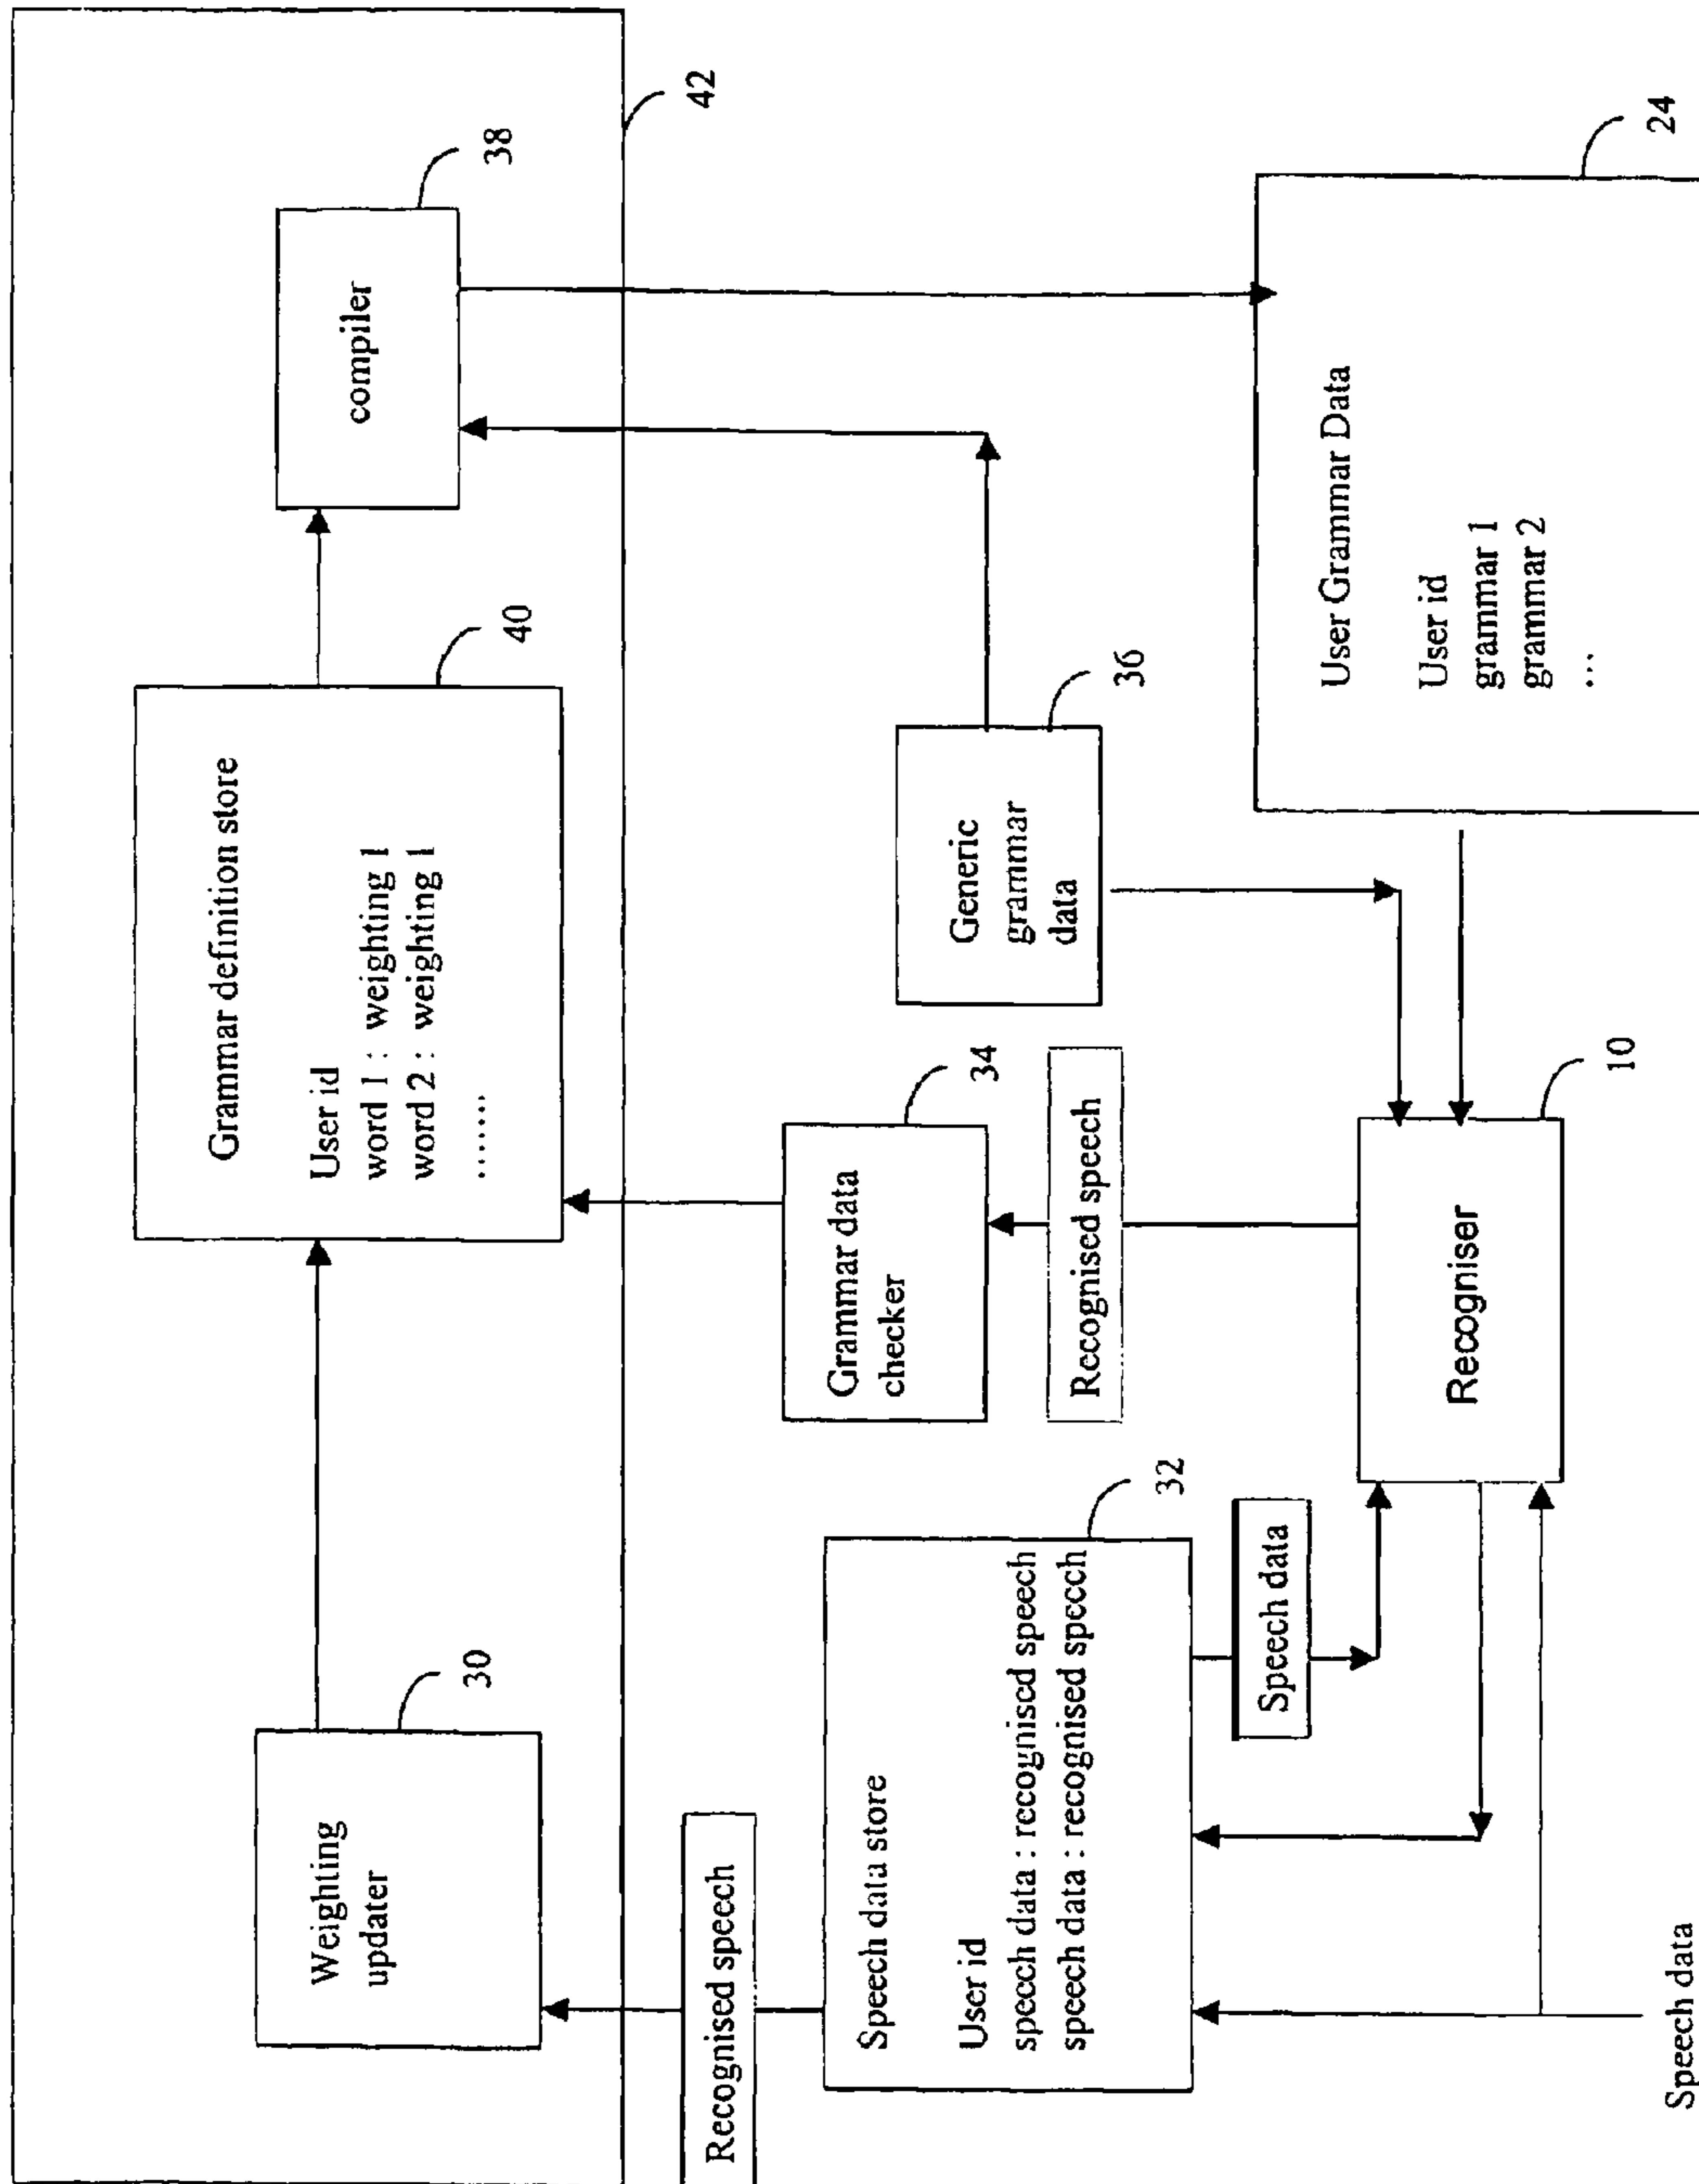 42
Weighting
updater
30
Grammar definition store
User id
word 1 : weighting 1
word 2 : weighting 1
.......
40
compiler
38
Recognised speech
Speech data store
User id
speech data : recognised speech
speech data : recognised speech
32
Grammar data
checker
34
Generic
grammar
data
36
Speech data
Recognised speech
Recogniser
10
User Grammar Data
User id
grammar 1
grammar 2
...
24
Speech data